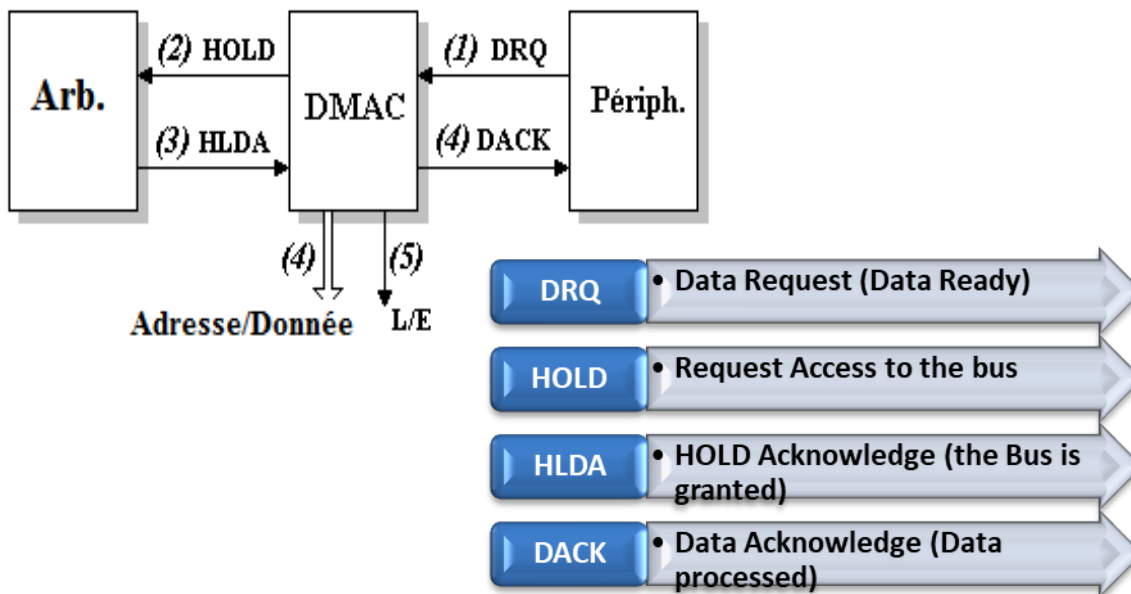 (2) HOLD
(1) DRQ
Arb.
DMAC
Périph.
(3) HLDA
(4) DACK
(4)
(5)
Adresse/Donnée
L/E
DRQ
• Data Request (Data Ready)
HOLD
• Request Access to the bus
HLDA
• HOLD Acknowledge (the Bus is
granted)
DACK
• Data Acknowledge (Data
processed)